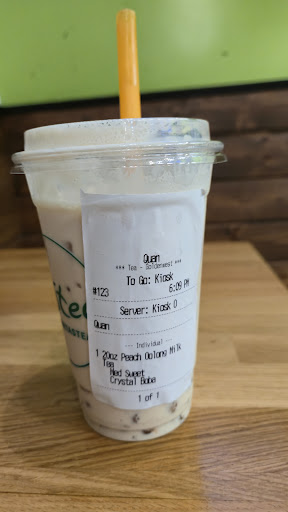 Quan
*** Tea - Goldenwest ***
To Go: Kiosk
#123 6:09 PM
Server: Kiosk 0
Quan
--- Individual ---
1 20oz Peach Oolong Milk
Tea
Med Sweet
Crystal Boba
1 of 1